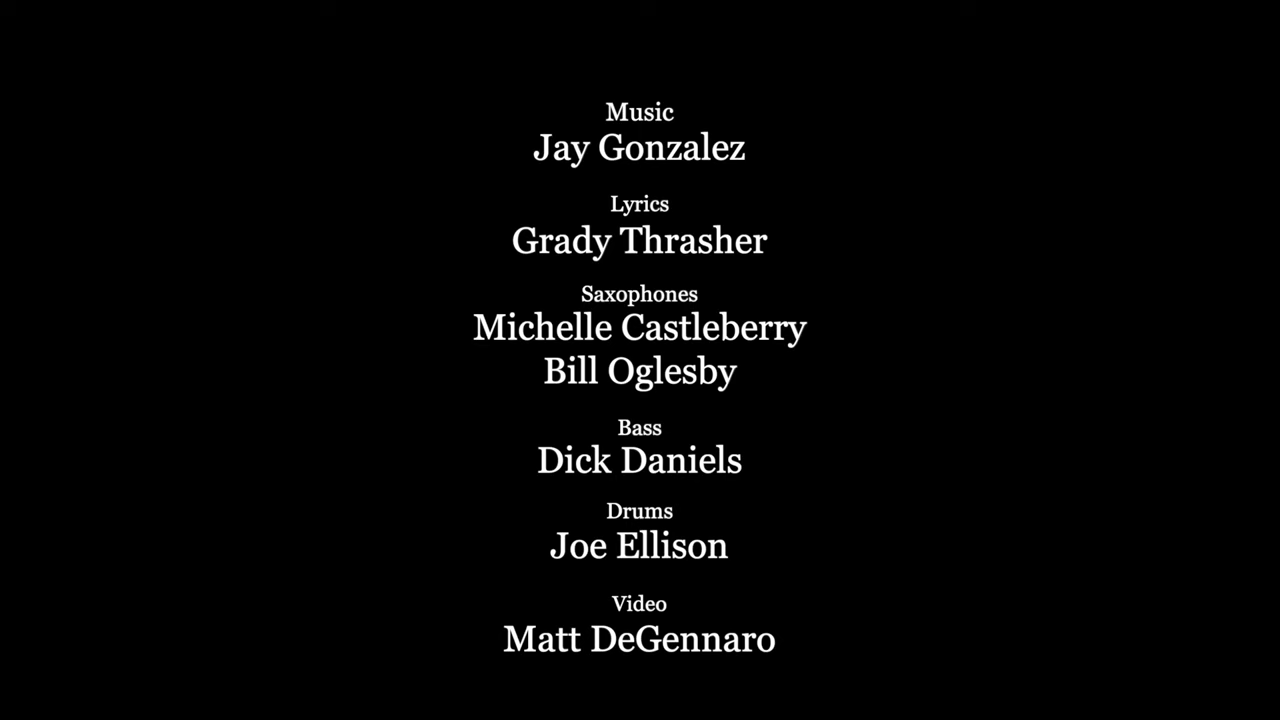 Music
Jay Gonzalez
Lyrics
Grady Thrasher
Saxophones
Michelle Castleberry
Bill Oglesby
Bass
Dick Daniels
Drums
Joe Ellison
Video
Matt DeGennaro